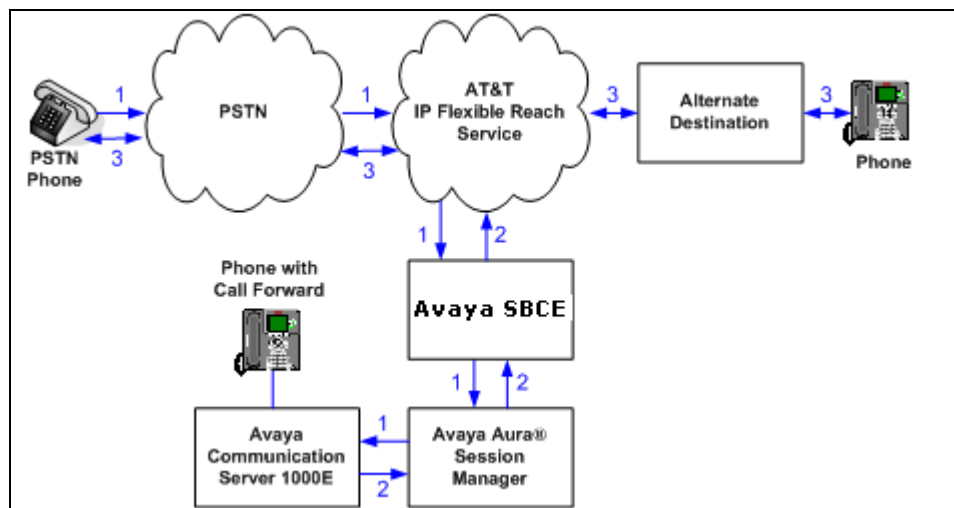 1
PSTN
1
AT&T
IP Flexible Reach
Service
3
Alternate
Destination
3
3
3
PSTN
Phone
Phone
1
2
Phone with
Call Forward
Avaya SBCE
1
2
Avaya
Communication
Server 1000E
1
2
Avaya Aura®
Session
Manager